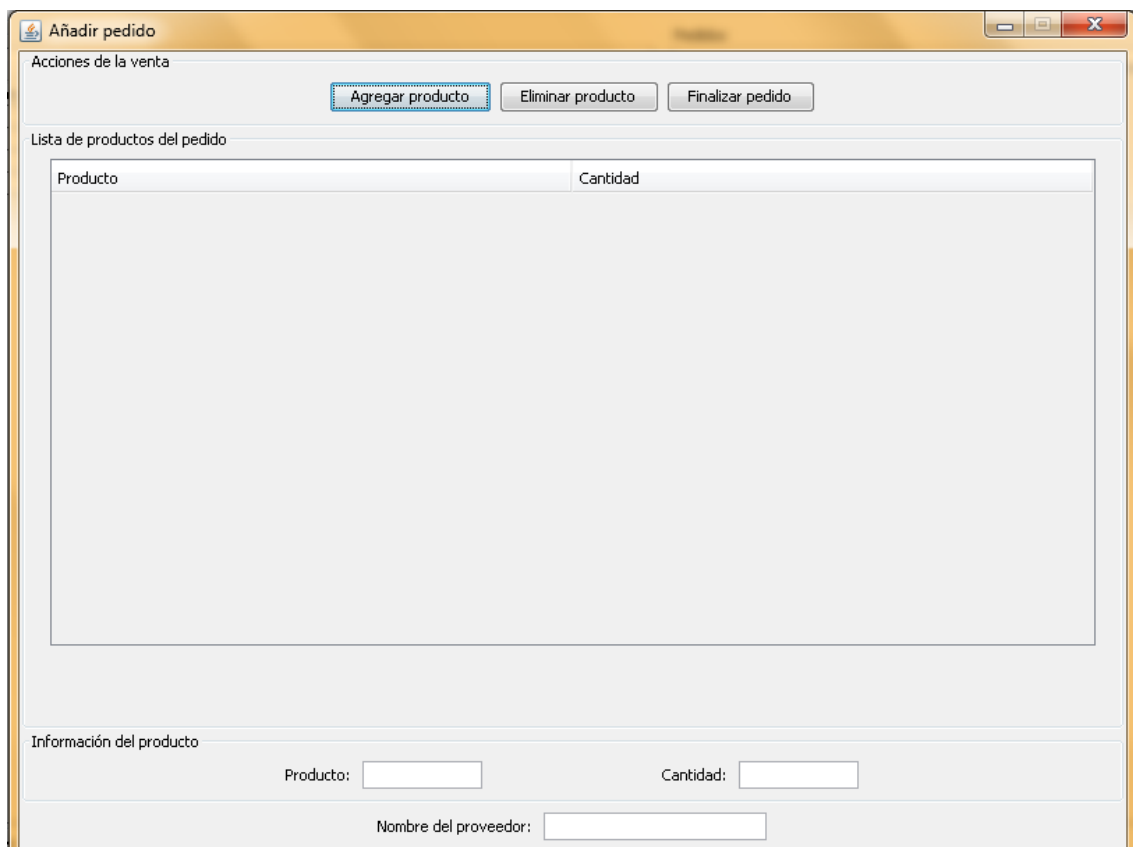 Añadir pedido
Pedidos
Acciones de la venta
Agregar producto Eliminar producto Finalizar pedido
Lista de productos del pedido
Producto Cantidad
Información del producto
Producto: Cantidad:
Nombre del proveedor: